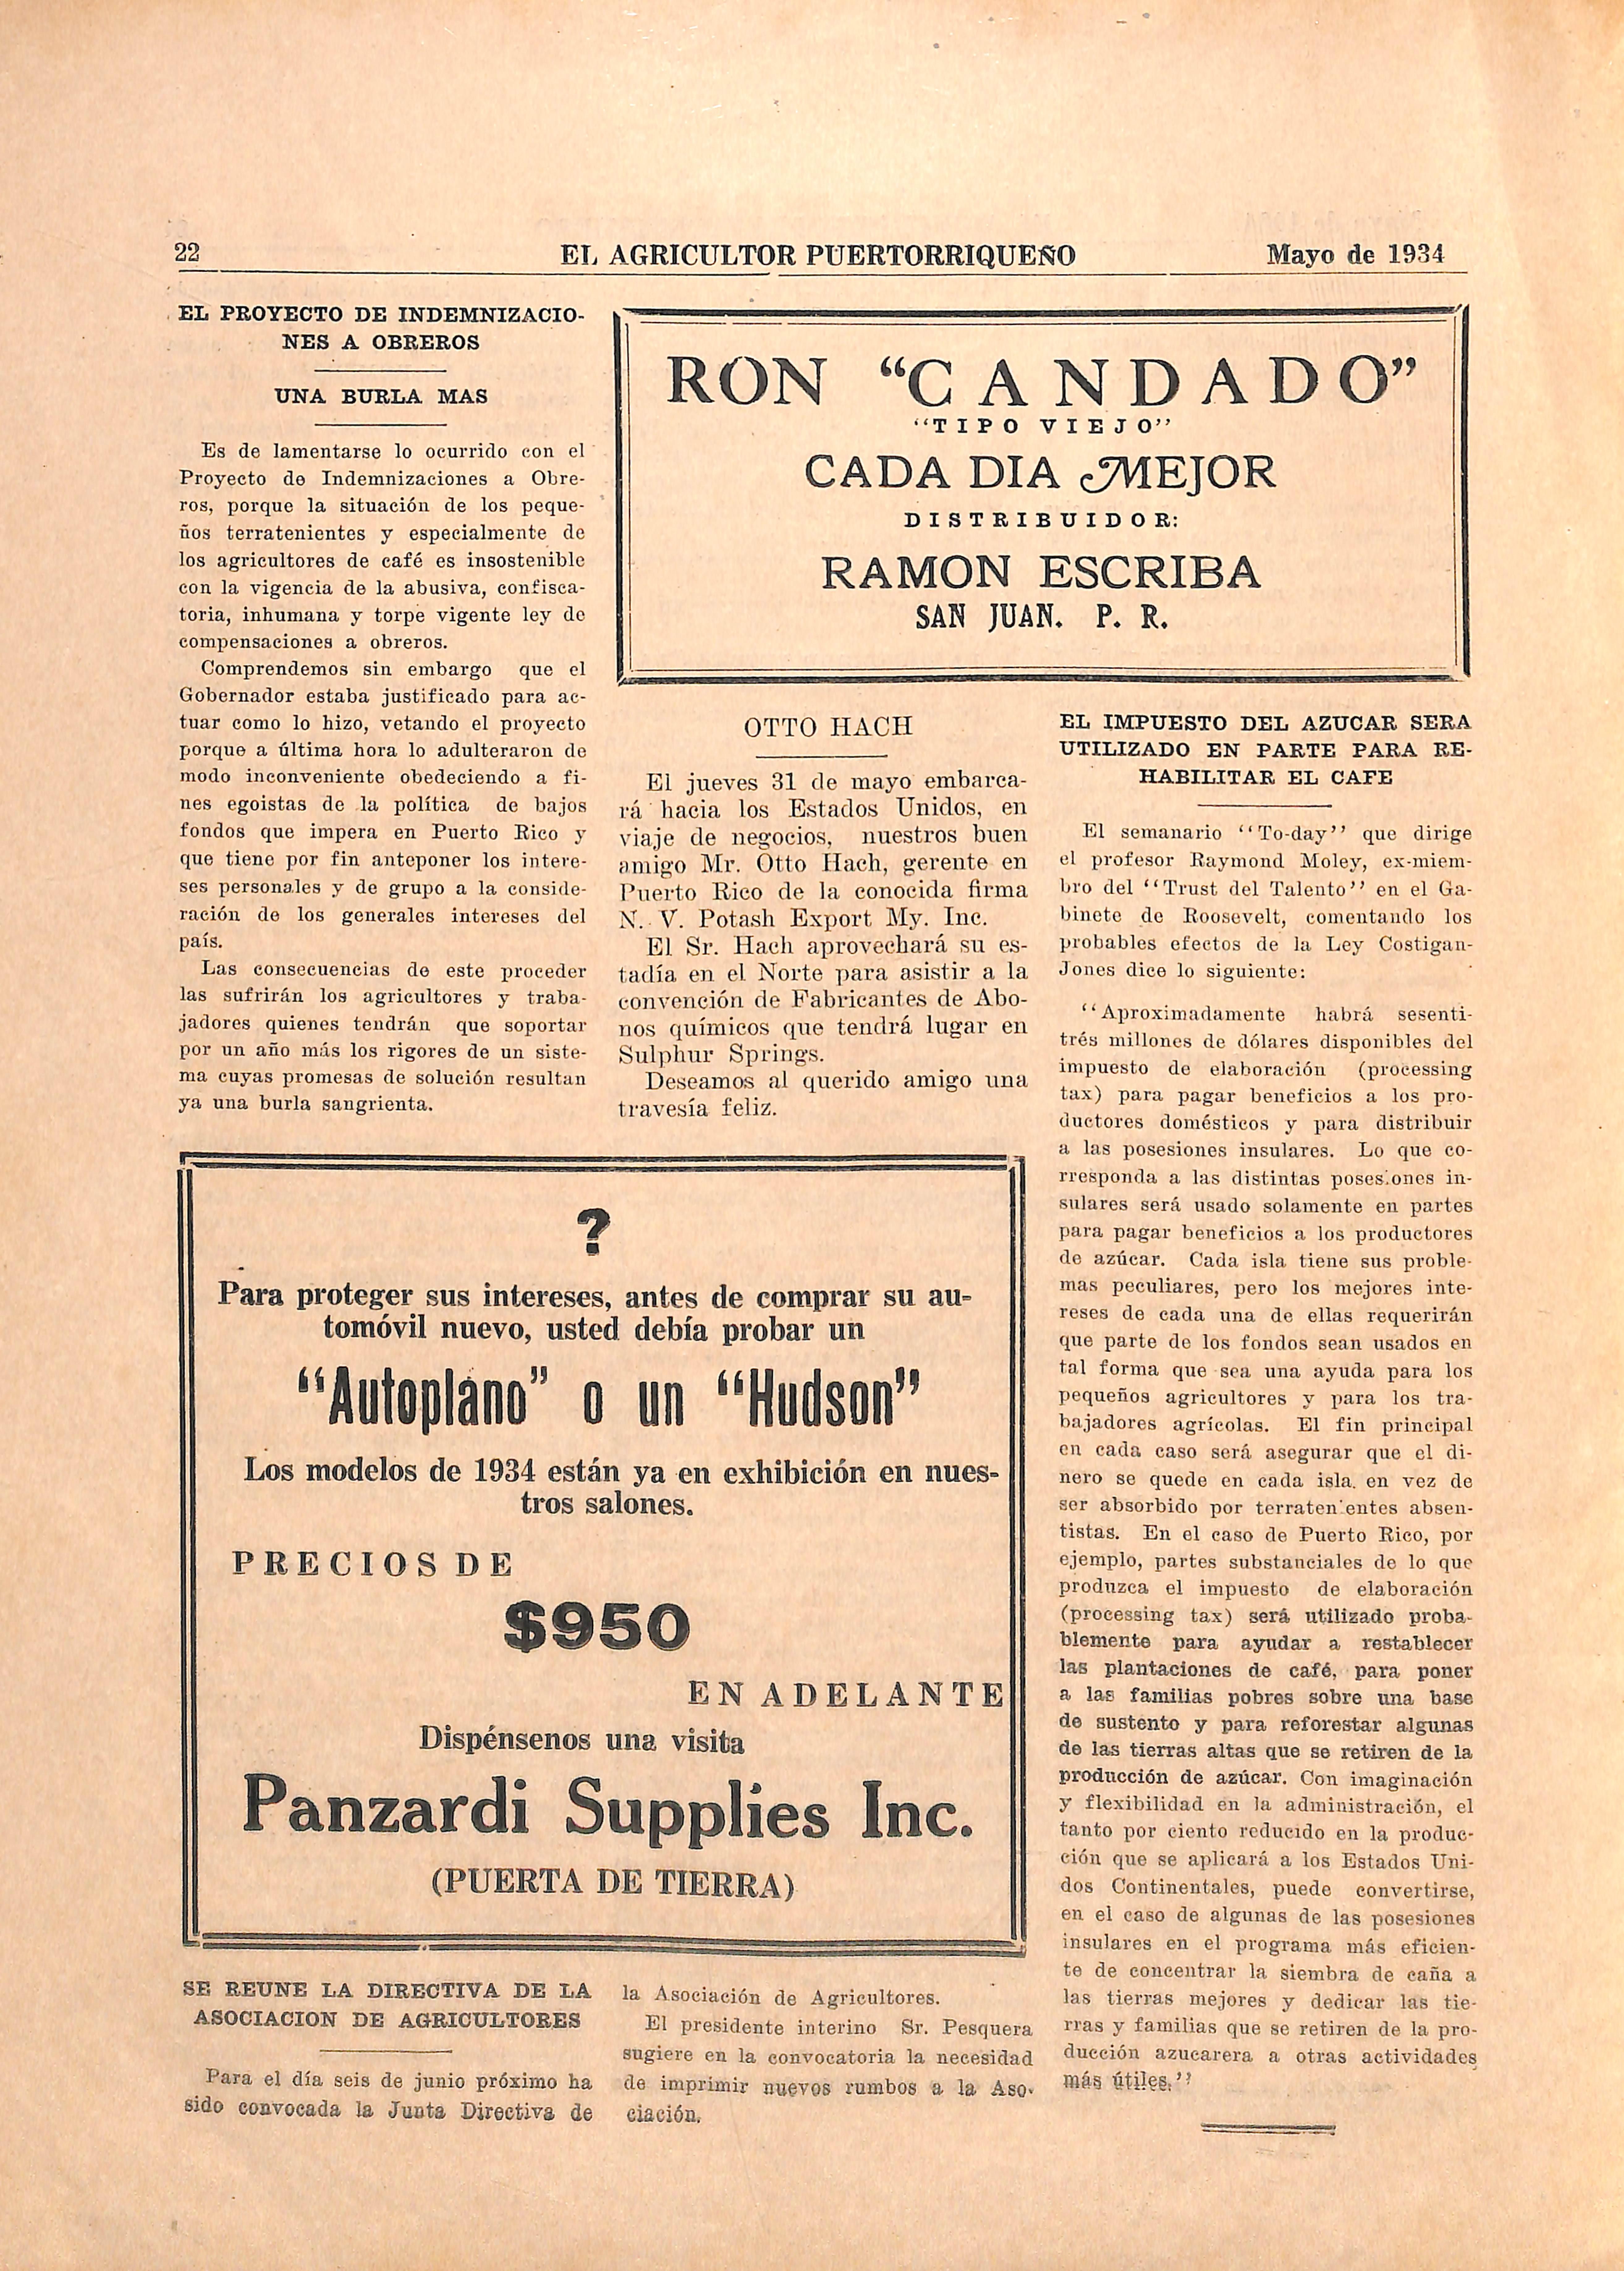 22
EL AGRICULTOR PUERTORRIQUEÑO
Mayo de 1934
EL PROYECTO DE INDEMNIZACIO-
NES A OBREROS
UNA BURLA MAS
Es de lamentarse lo ocurrido con el
Proyecto de Indemnizaciones a Obre-
ros, porque la situación de los peque-
ños terratenientes y especialmente de
los agricultores de café es insostenible
con la vigencia de la abusiva, confisca-
toria, inhumana y torpe vigente ley de
compensaciones a obreros.
Comprendemos sin embargo que el
Gobernador estaba justificado para ac-
tuar como lo hizo, vetando el proyecto
porque a última hora lo adulteraron de
modo inconveniente obedeciendo a fi-
nes egoistas de la política de bajos
fondos que impera en Puerto Rico y
que tiene por fin anteponer los intere-
ses personales y de grupo a la conside-
ración de los generales intereses del
país.
Las consecuencias de este proceder
las sufrirán los agricultores y traba-
jadores quienes tendrán que soportar
por un año más los rigores de un siste-
ma cuyas promesas de solución resultan
ya una burla sangrienta.
RON "CANDADO"
"TIPO VIEJO"
CADA DIA MEJOR
DISTRIBUIDOR:
RAMON ESCRIBA
SAN JUAN. P. R.
OTTO HACH
El jueves 31 de mayo embarca-
rá hacia los Estados Unidos, en
viaje de negocios, nuestros buen
amigo Mr. Otto Hach, gerente en
Puerto Rico de la conocida firma
N. V. Potash Export My. Inc.
El Sr. Hach aprovechará su es-
tadía en el Norte para asistir a la
convención de Fabricantes de Abo-
nos químicos que tendrá lugar en
Sulphur Springs.
Deseamos al querido amigo una
travesía feliz.
?
Para proteger sus intereses, antes de comprar su au-
tomóvil nuevo, usted debía probar un
"Autoplano" o un "Hudson"
Los modelos de 1934 están ya en exhibición en nues-
tros salones.
PRECIOS DE
$950
EN ADELANTE
Dispénsenos una visita
Panzardi Supplies Inc.
(PUERTA DE TIERRA)
SE REUNE LA DIRECTIVA DE LA
ASOCIACION DE AGRICULTORES
Para el día seis de junio próximo ha
sido convocada la Junta Directiva de
la Asociación de Agricultores.
El presidente interino Sr. Pesquera
sugiere en la convocatoria la necesidad
de imprimir nuevos rumbos a la Aso-
ciación.
EL IMPUESTO DEL AZUCAR SERA
UTILIZADO EN PARTE PARA RE-
HABILITAR EL CAFE
El semanario "To-day" que dirige
el profesor Raymond Moley, ex-miem-
bro del "Trust del Talento" en el Ga-
binete de Roosevelt, comentando los
probables efectos de la Ley Costigan-
Jones dice lo siguiente:
"Aproximadamente habrá sesenti-
trés millones de dólares disponibles del
impuesto de elaboración (processing
tax) para pagar beneficios a los pro-
ductores domésticos y para distribuir
a las posesiones insulares. Lo que co-
rresponda a las distintas posesiones in-
sulares será usado solamente en partes
para pagar beneficios a los productores
de azúcar. Cada isla tiene sus proble-
mas peculiares, pero los mejores inte-
reses de cada una de ellas requerirán
que parte de los fondos sean usados en
tal forma que sea una ayuda para los
pequeños agricultores y para los tra-
bajadores agrícolas. El fin principal
en cada caso será asegurar que el di-
nero se quede en cada isla. en vez de
ser absorbido por terratenientes absen-
tistas. En el caso de Puerto Rico, por
ejemplo, partes substanciales de lo que
produzca el impuesto de elaboración
(processing tax) será utilizado proba-
blemente para ayudar a restablecer
las plantaciones de café, para poner
a las familias pobres sobre una base
de sustento y para reforestar algunas
de las tierras altas que se retiren de la
producción de azúcar. Con imaginación
y flexibilidad en la administración, el
tanto por ciento reducido en la produc-
ción que se aplicará a los Estados Uni-
dos Continentales, puede convertirse,
en el caso de algunas de las posesiones
insulares en el programa más eficien-
te de concentrar la siembra de caña a
las tierras mejores y dedicar las tie-
rras y familias que se retiren de la pro-
ducción azucarera a otras actividades
más útiles."